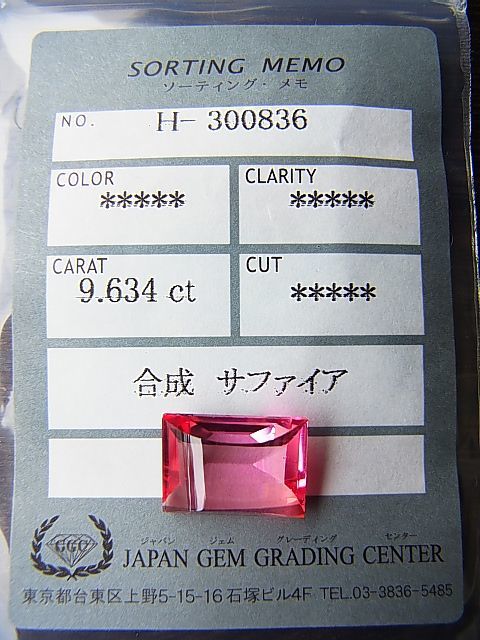 SORTING MEMO
ソーティング・メモ
NO. H-300836
COLOR *****
CLARITY *****
CARAT 9.634 ct
CUT *****
合成 サファイア
GGC
ジャパン ジェム グレーディング センター
JAPAN GEM GRADING CENTER
東京都台東区上野5-15-16 石塚ビル4F TEL.03-3836-5485